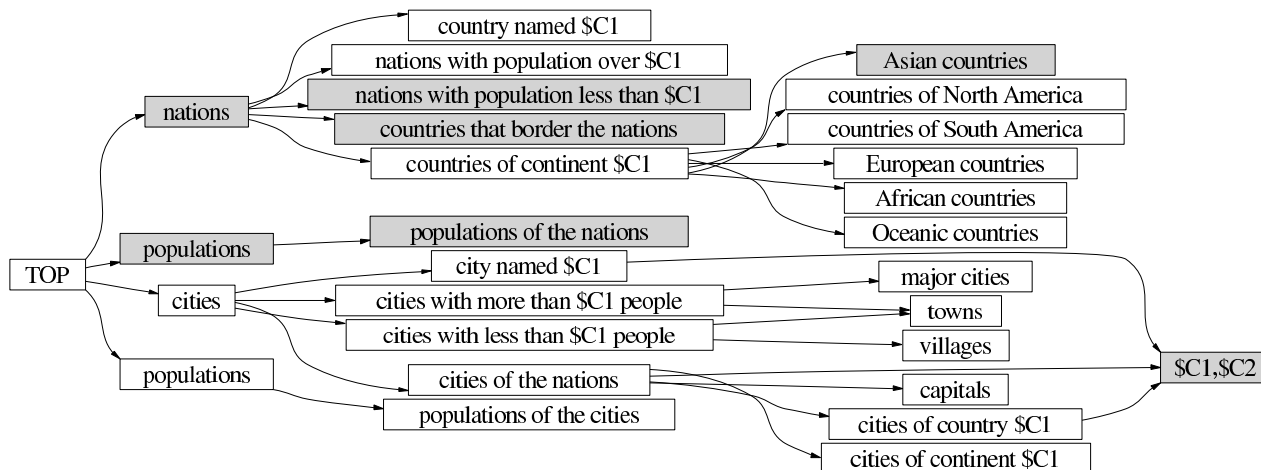 country named $C1
nations with population over $C1
Asian countries
nations with population less than $C1
countries of North America
nations
countries that border the nations
countries of South America
countries of continent $C1
European countries
African countries
populations of the nations
Oceanic countries
populations
city named $C1
TOP
major cities
cities
cities with more than $C1 people
towns
cities with less than $C1 people
villages
$C1,$C2
populations
cities of the nations
capitals
populations of the cities
cities of country $C1
cities of continent $C1